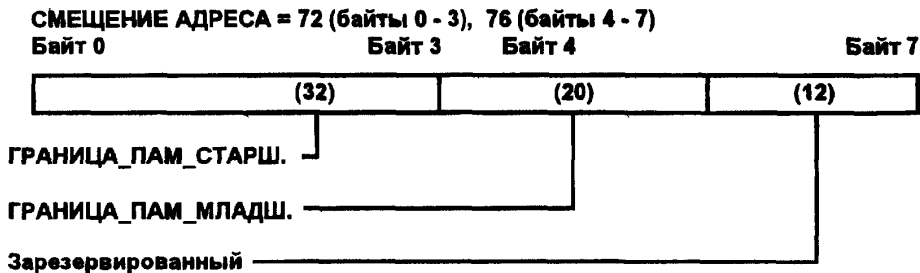 СМЕЩЕНИЕ АДРЕСА = 72 (байты 0 - 3), 76 (байты 4 - 7)
Байт 0 Байт 3 Байт 4 Байт 7
(32) (20) (12)
ГРАНИЦА_ПАМ_СТАРШ.
ГРАНИЦА_ПАМ_МЛАДШ.
Зарезервированный